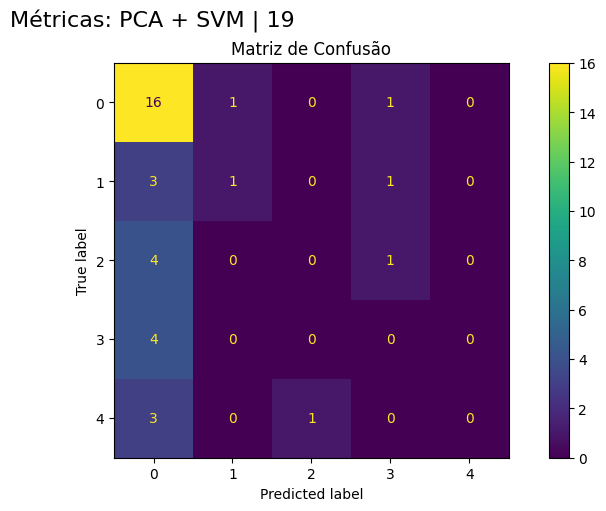 Métricas: PCA + SVM | 19
Matriz de Confusão
True label
0 16 1 0 1 0
1 3 1 0 1 0
2 4 0 0 1 0
3 4 0 0 0 0
4 3 0 1 0 0
0 1 2 3 4
Predicted label
16
14
12
10
8
6
4
2
0